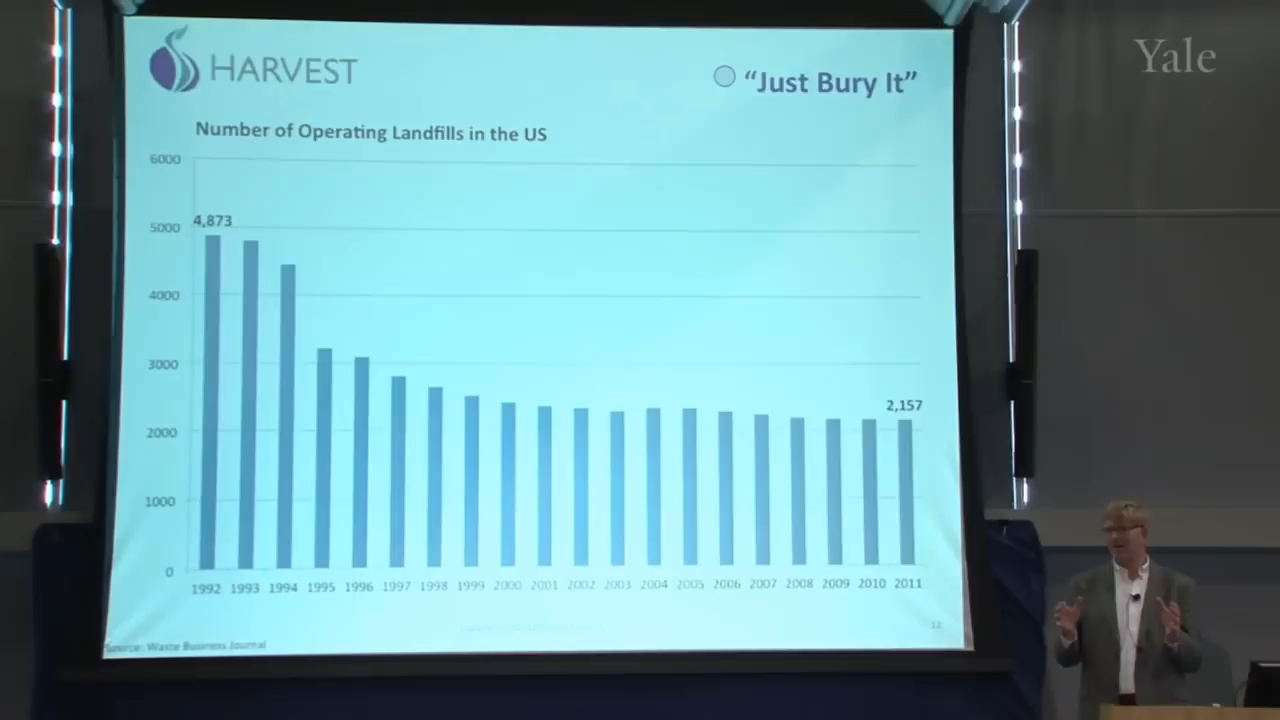 HARVEST
"Just Bury It"
Yale
Number of Operating Landfills in the US
6000
5000
4000
3000
2000
1000
0
4,873
2,157
1992 1993 1994 1995 1996 1997 1998 1999 2000 2001 2002 2003 2004 2005 2006 2007 2008 2009 2010 2011
12
Source: Waste Business Journal